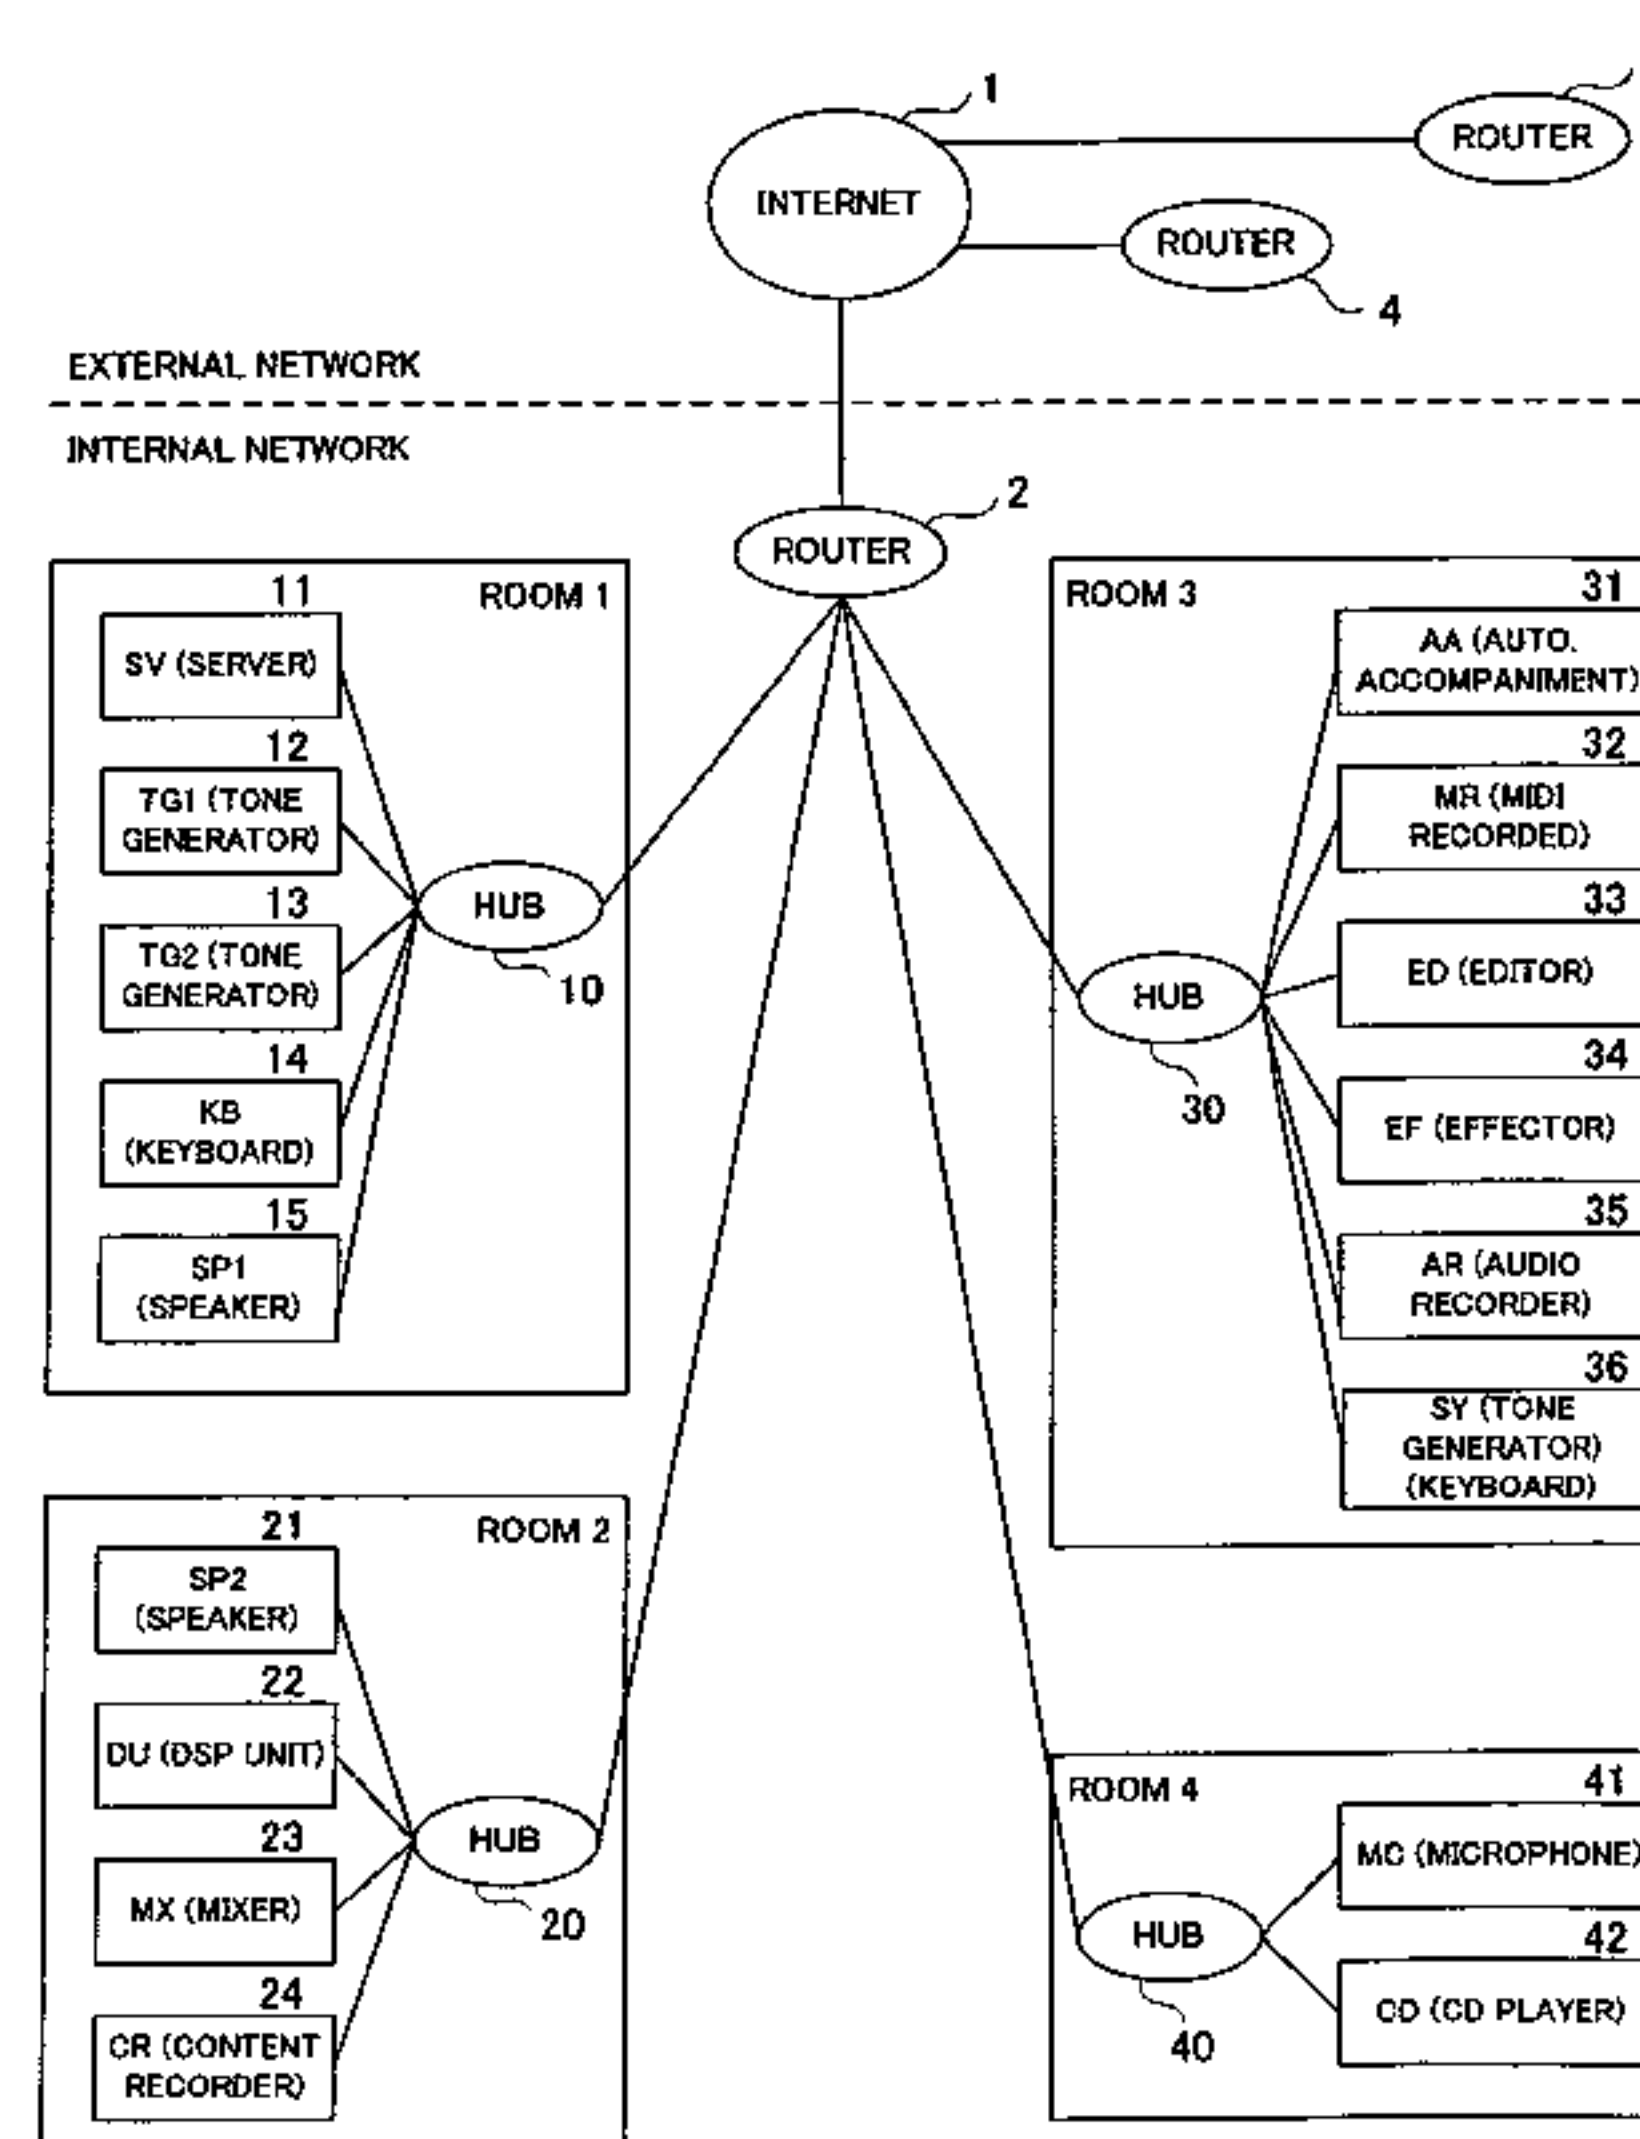 1
ROUTER
INTERNET
ROUTER
4
EXTERNAL NETWORK
INTERNAL NETWORK
2
ROUTER
ROOM 1
11
SV (SERVER)
12
TG1 (TONE
GENERATOR)
13
TG2 (TONE
GENERATOR)
14
KB
(KEYBOARD)
15
SP1
(SPEAKER)
HUB
10
ROOM 3
31
AA (AUTO.
ACCOMPANIMENT)
32
MR (MIDI
RECORDED)
33
ED (EDITOR)
34
EF (EFFECTOR)
35
AR (AUDIO
RECORDER)
36
SY (TONE
GENERATOR)
(KEYBOARD)
HUB
30
ROOM 2
21
SP2
(SPEAKER)
22
DU (DSP UNIT)
23
MX (MIXER)
24
CR (CONTENT
RECORDER)
HUB
20
ROOM 4
41
MC (MICROPHONE)
42
CD (CD PLAYER)
HUB
40